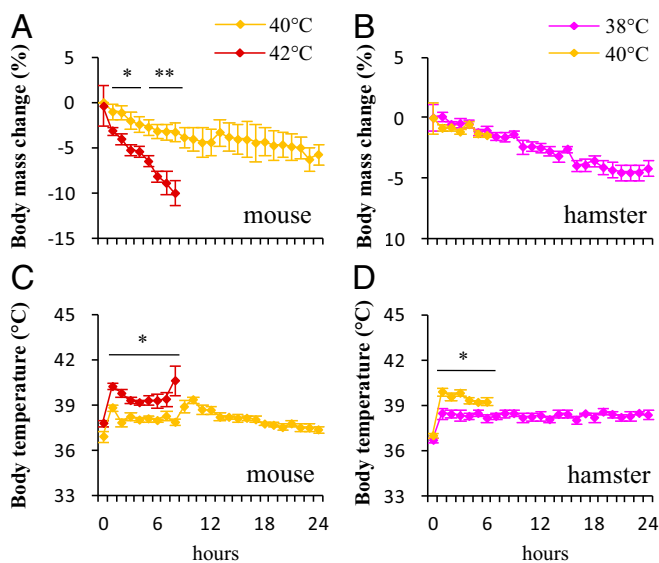 A
40°C
42°C
Body mass change (%)
5
0
-5
-10
-15
*
**
mouse
B
38°C
40°C
Body mass change (%)
5
0
-5
10
hamster
C
Body temperature (°C)
45
42
39
36
33
*
mouse
0 6 12 18 24
hours
D
Body temperature (°C)
45
42
39
36
33
*
hamster
0 6 12 18 24
hours